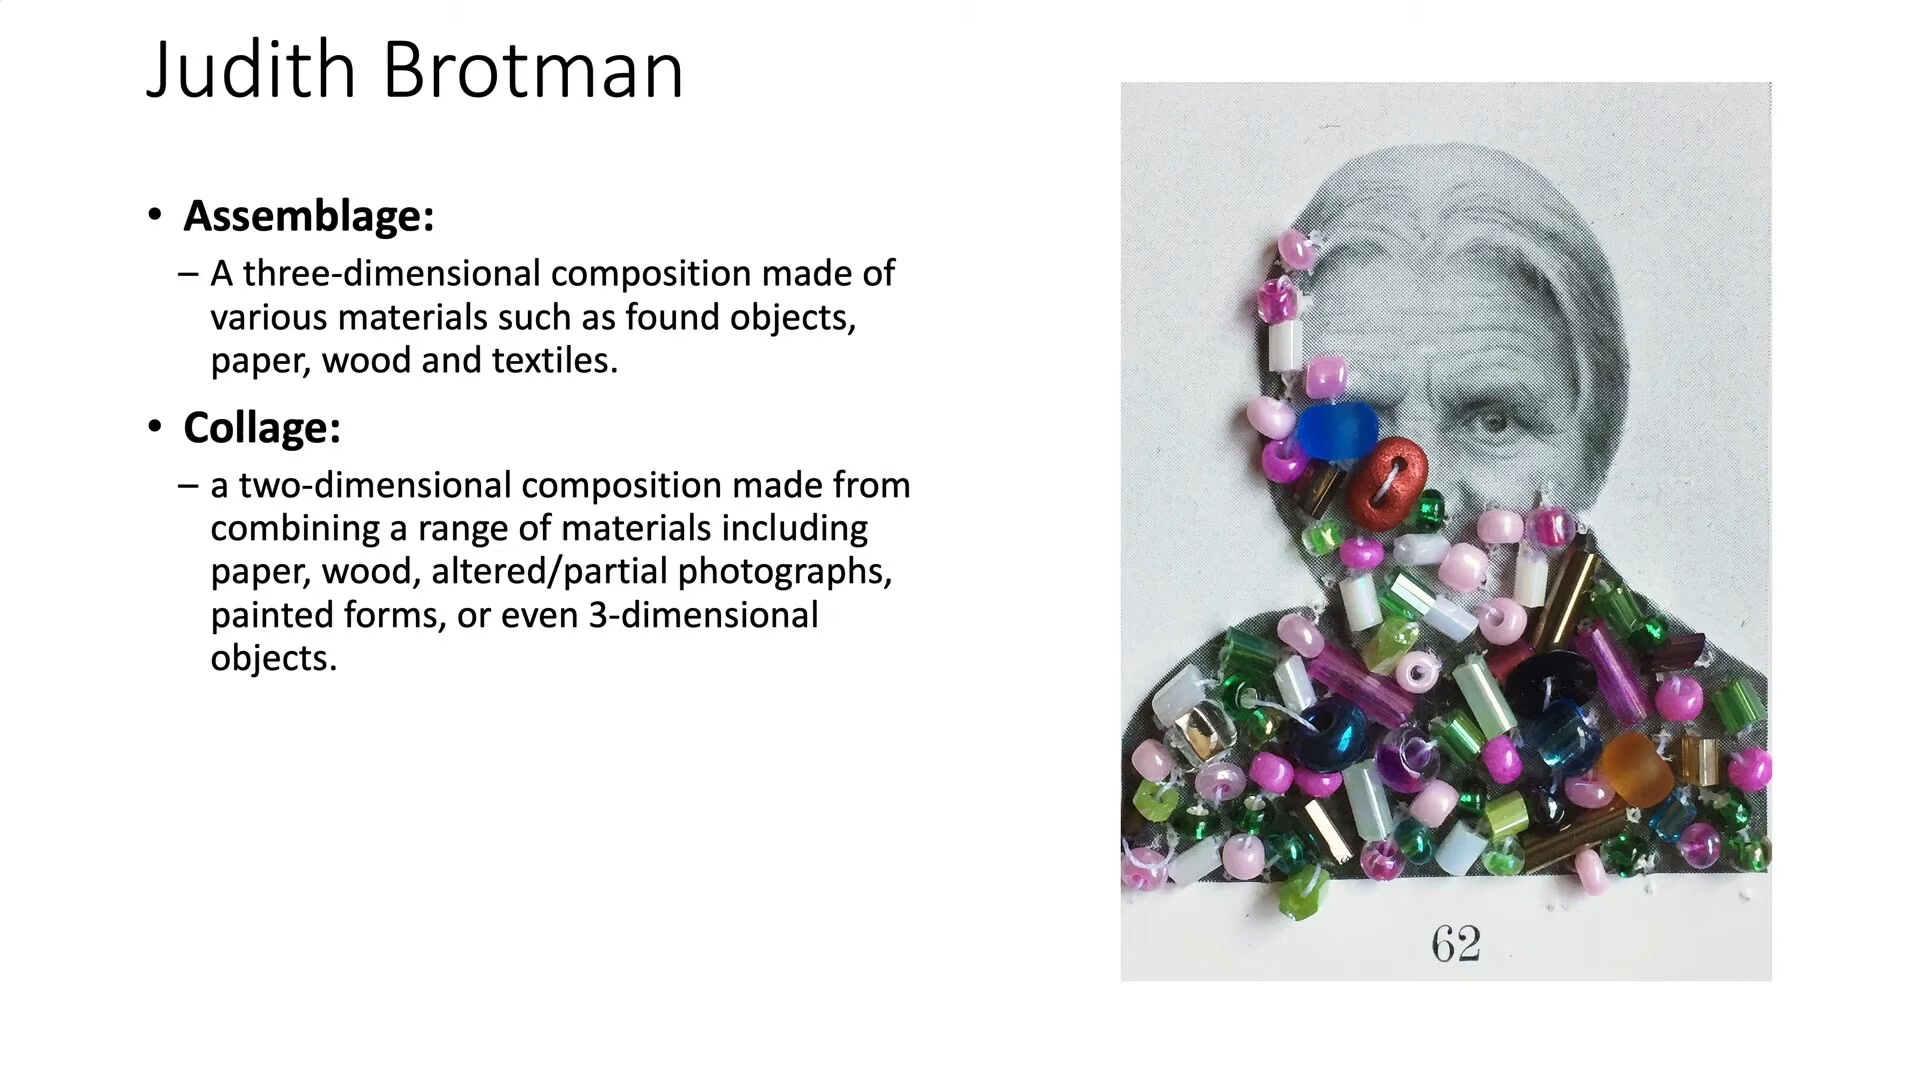 Judith Brotman
• Assemblage:
– A three-dimensional composition made of
various materials such as found objects,
paper, wood and textiles.
• Collage:
– a two-dimensional composition made from
combining a range of materials including
paper, wood, altered/partial photographs,
painted forms, or even 3-dimensional
objects.
62